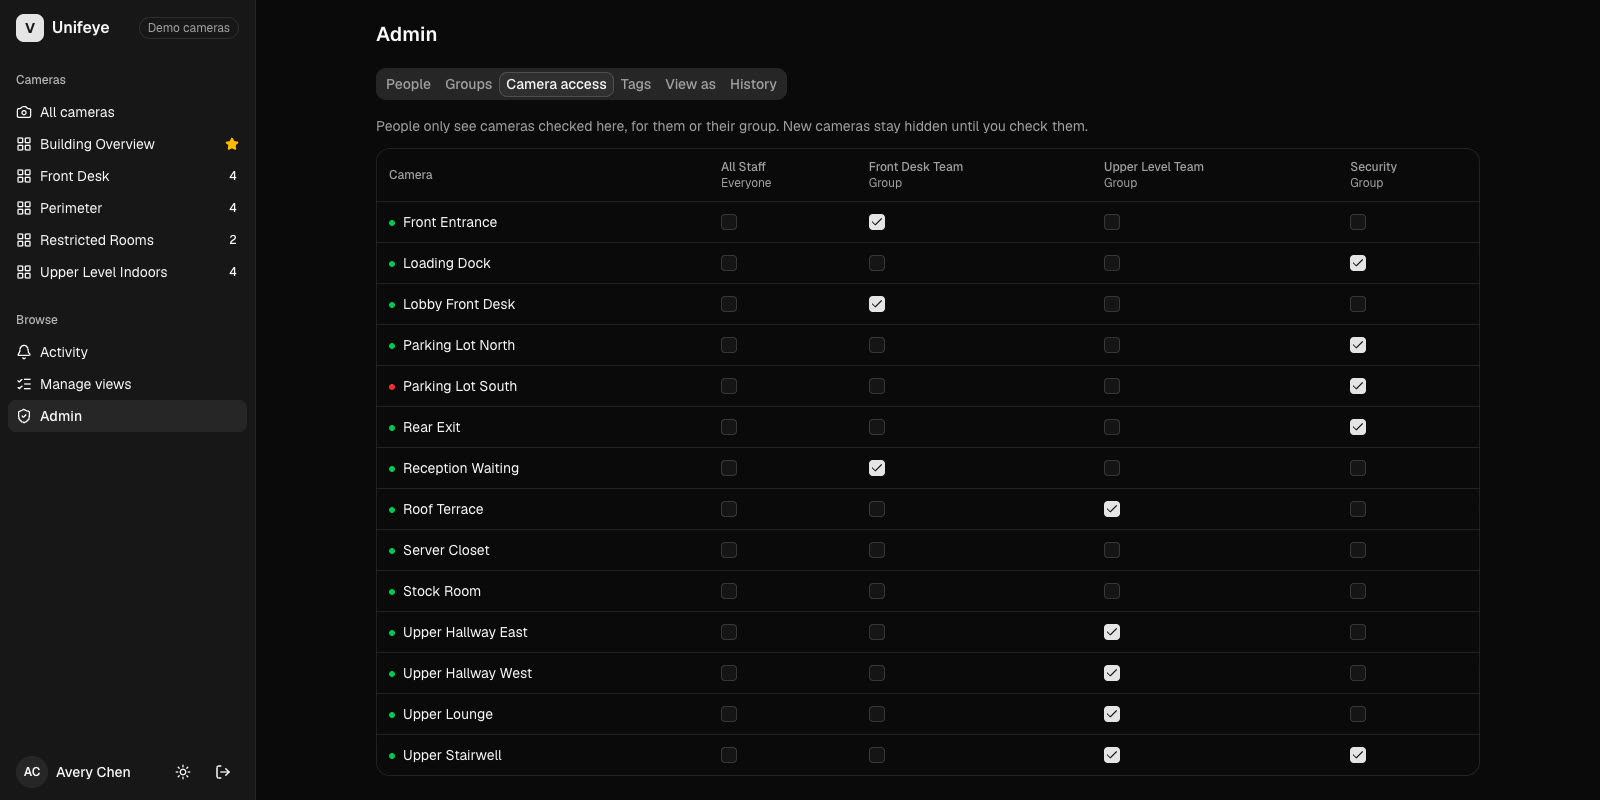 V Unifeye Demo cameras
Cameras
All cameras
Building Overview
Front Desk 4
Perimeter 4
Restricted Rooms 2
Upper Level Indoors 4
Browse
Activity
Manage views
Admin
AC Avery Chen
Admin
People Groups Camera access Tags View as History
People only see cameras checked here, for them or their group. New cameras stay hidden until you check them.
Camera
All Staff
Everyone
Front Desk Team
Group
Upper Level Team
Group
Security
Group
Front Entrance
Loading Dock
Lobby Front Desk
Parking Lot North
Parking Lot South
Rear Exit
Reception Waiting
Roof Terrace
Server Closet
Stock Room
Upper Hallway East
Upper Hallway West
Upper Lounge
Upper Stairwell